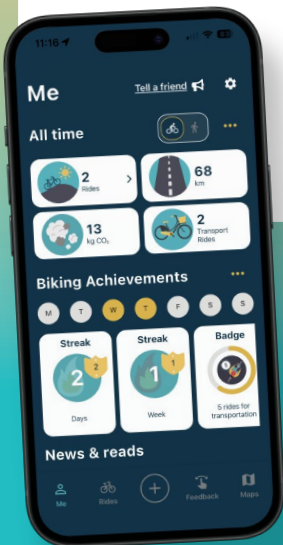 11:16
Me
Tell a friend
All time
2
Rides
68
km
13
kg CO₂
2
Transport
Rides
Biking Achievements
M T W T F S S
Streak
2
2
Days
Streak
1
1
Week
Badge
5 rides for
transportation
News & reads
Me
Rides
Feedback
Maps